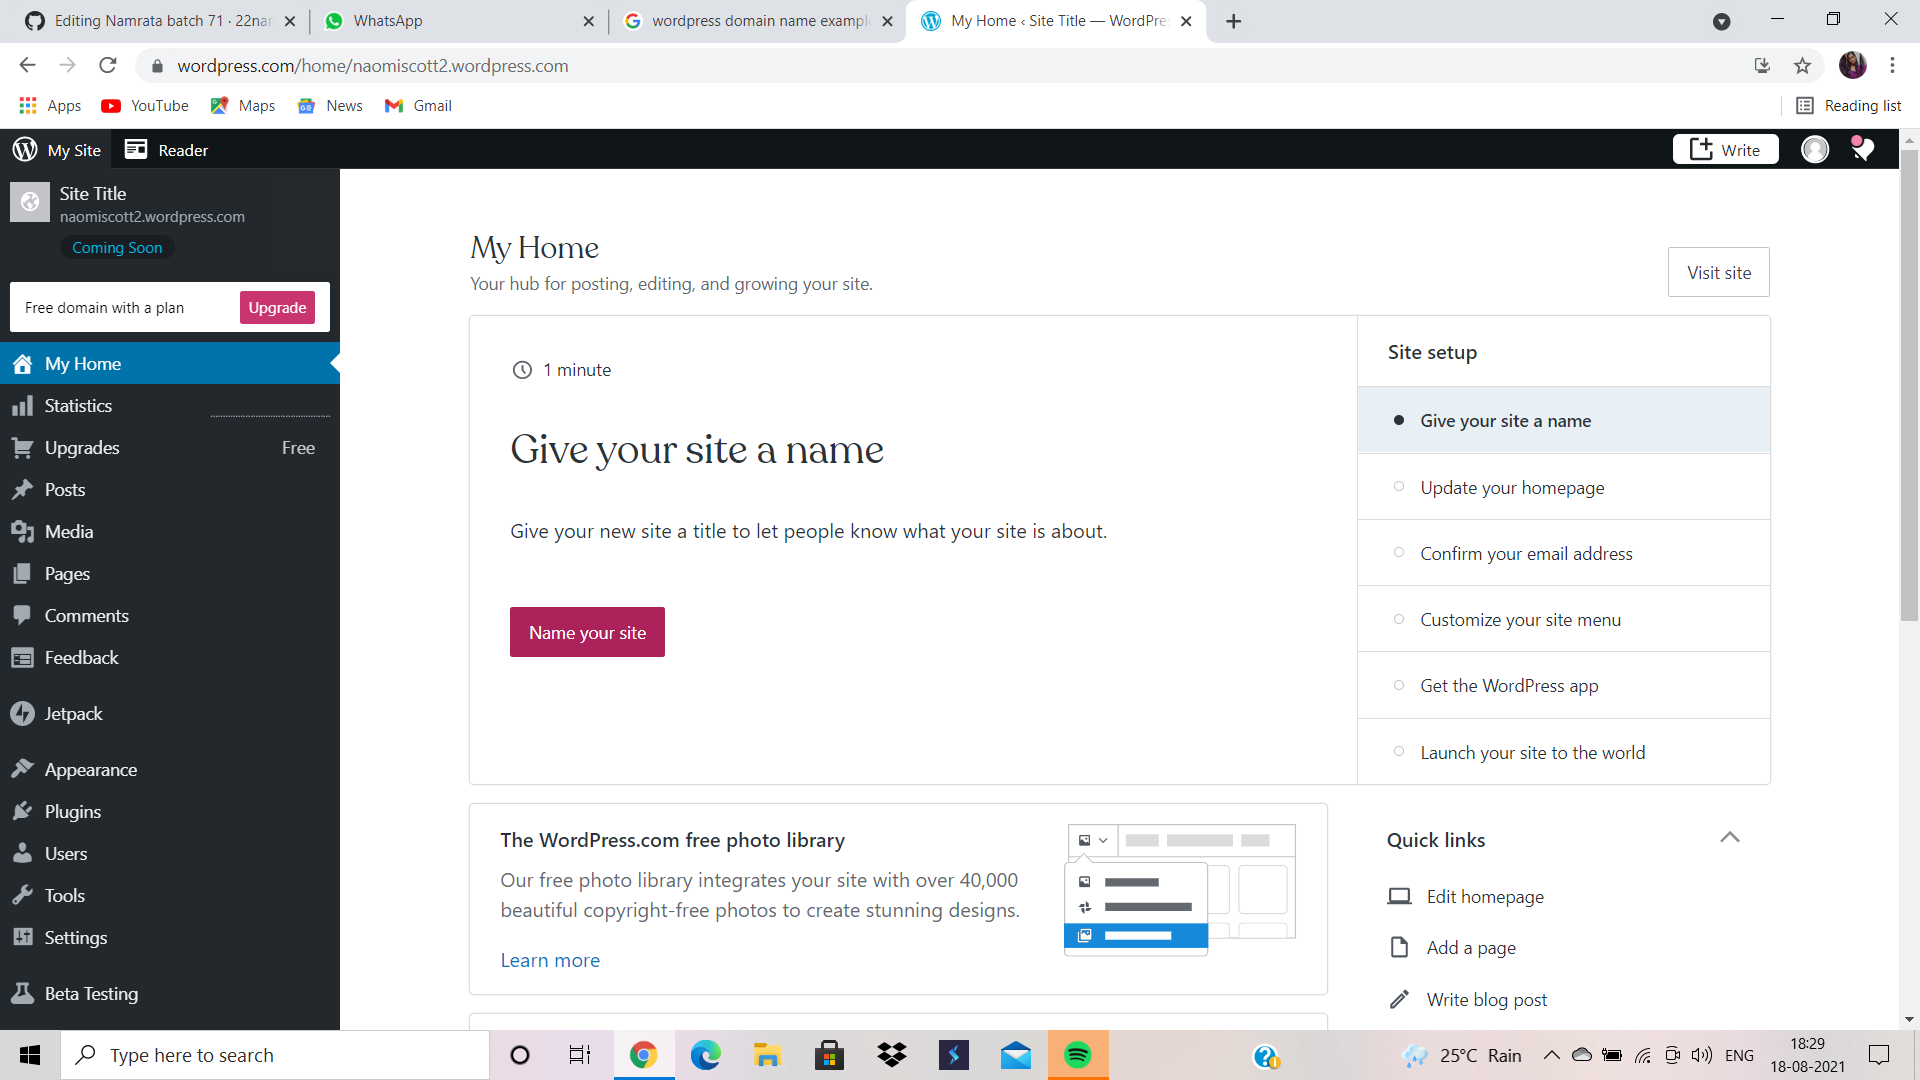 Editing Namrata batch 71 · 22nar
WhatsApp
wordpress domain name example
My Home ‹ Site Title — WordPres
wordpress.com/home/naomiscott2.wordpress.com
Apps
YouTube
Maps
News
Gmail
Reading list
My Site
Reader
Write
Site Title
naomiscott2.wordpress.com
Coming Soon
Free domain with a plan
Upgrade
My Home
Statistics
Upgrades
Free
Posts
Media
Pages
Comments
Feedback
Jetpack
Appearance
Plugins
Users
Tools
Settings
Beta Testing
My Home
Your hub for posting, editing, and growing your site.
Visit site
1 minute
Give your site a name
Give your new site a title to let people know what your site is about.
Name your site
Site setup
Give your site a name
Update your homepage
Confirm your email address
Customize your site menu
Get the WordPress app
Launch your site to the world
The WordPress.com free photo library
Our free photo library integrates your site with over 40,000
beautiful copyright-free photos to create stunning designs.
Learn more
Quick links
Edit homepage
Add a page
Write blog post
Type here to search
25°C Rain
ENG
18:29
18-08-2021